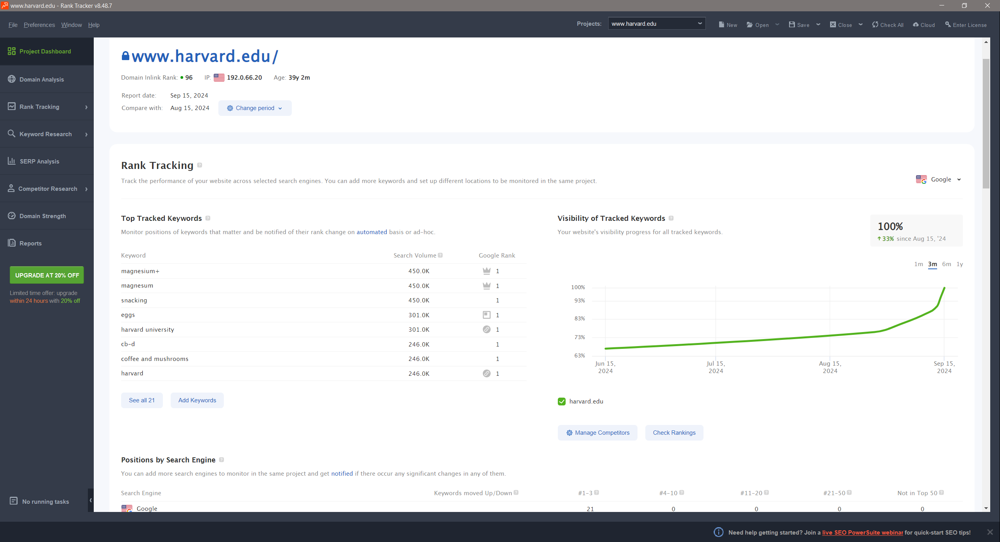 www.harvard.edu - Rank Tracker v8.48.7
File Preferences Window Help
Projects: www.harvard.edu New Open Save Close Check All Cloud Enter License
Project Dashboard
Domain Analysis
Rank Tracking
Keyword Research
SERP Analysis
Competitor Research
Domain Strength
Reports
UPGRADE AT 20% OFF
Limited time offer: upgrade
within 24 hours with 20% off
No running tasks
www.harvard.edu/
Domain Inlink Rank: 96 IP: 192.0.66.20 Age: 39y 2m
Report date: Sep 15, 2024
Compare with: Aug 15, 2024 Change period
Rank Tracking ?
Track the performance of your website across selected search engines. You can add more keywords and set up different locations to be monitored in the same project.
Google
Top Tracked Keywords ?
Monitor positions of keywords that matter and be notified of their rank change on automated basis or ad-hoc.
Keyword Search Volume ? Google Rank
magnesium+ 450.0K 1
magnesum 450.0K 1
snacking 450.0K 1
eggs 301.0K 1
harvard university 301.0K 1
cb-d 246.0K 1
coffee and mushrooms 246.0K 1
harvard 246.0K 1
See all 21 Add Keywords
Visibility of Tracked Keywords ?
Your website's visibility progress for all tracked keywords.
100%
33% since Aug 15, '24
1m 3m 6m 1y
100%
93%
83%
73%
63%
Jun 15, Jul 15, Aug 15, Sep 15,
2024 2024 2024 2024
harvard.edu
Manage Competitors Check Rankings
Positions by Search Engine ?
You can add more search engines to monitor in the same project and get notified if there occur any significant changes in any of them.
Search Engine Keywords moved Up/Down ? #1-3 ? #4-10 ? #11-20 ? #21-50 ? Not in Top 50 ?
Google 21 0 0 0 0
Need help getting started? Join a live SEO PowerSuite webinar for quick-start SEO tips!